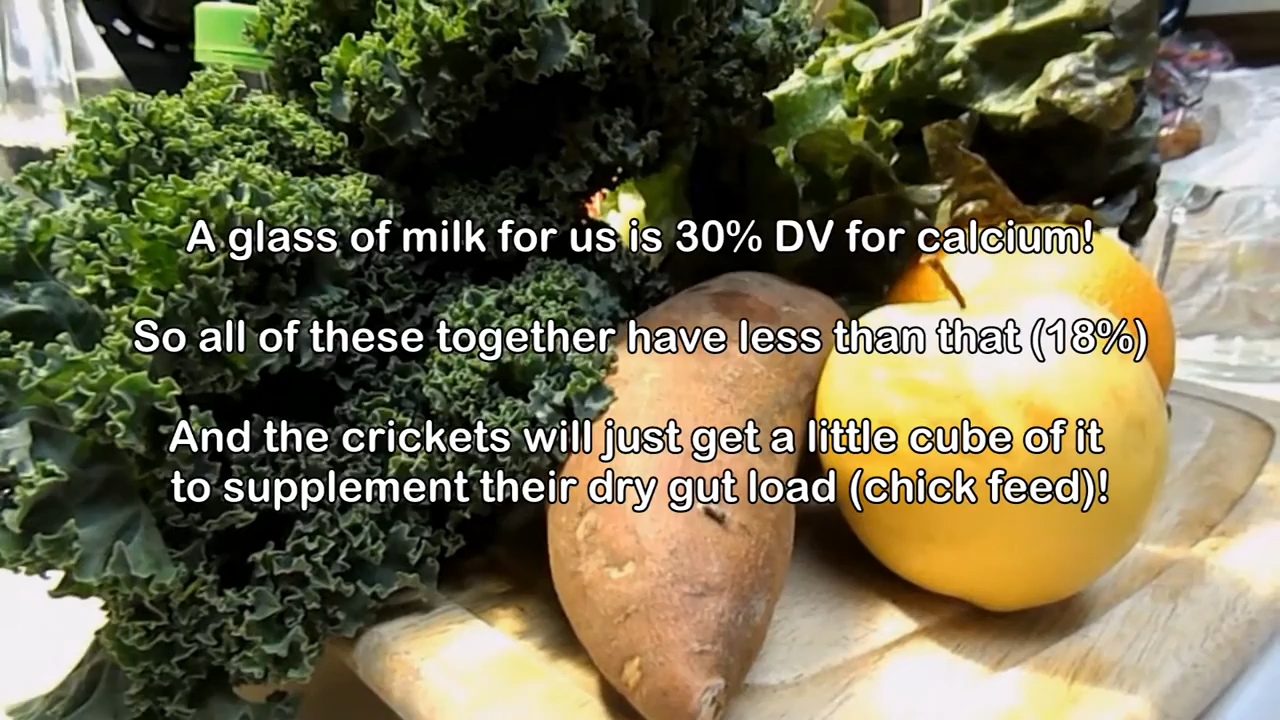 A glass of milk for us is 30% DV for calcium!
So all of these together have less than that (18%)
And the crickets will just get a little cube of it
to supplement their dry gut load (chick feed)!